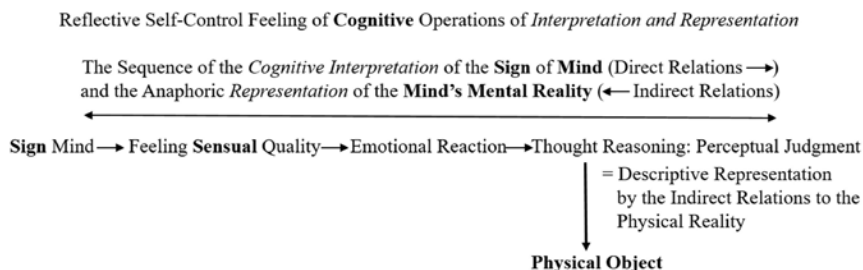 Reflective Self-Control Feeling of Cognitive Operations of Interpretation and Representation
The Sequence of the Cognitive Interpretation of the Sign of Mind (Direct Relations →)
and the Anaphoric Representation of the Mind's Mental Reality (← Indirect Relations)
Sign Mind → Feeling Sensual Quality → Emotional Reaction → Thought Reasoning: Perceptual Judgment
= Descriptive Representation
by the Indirect Relations to the
Physical Reality
Physical Object